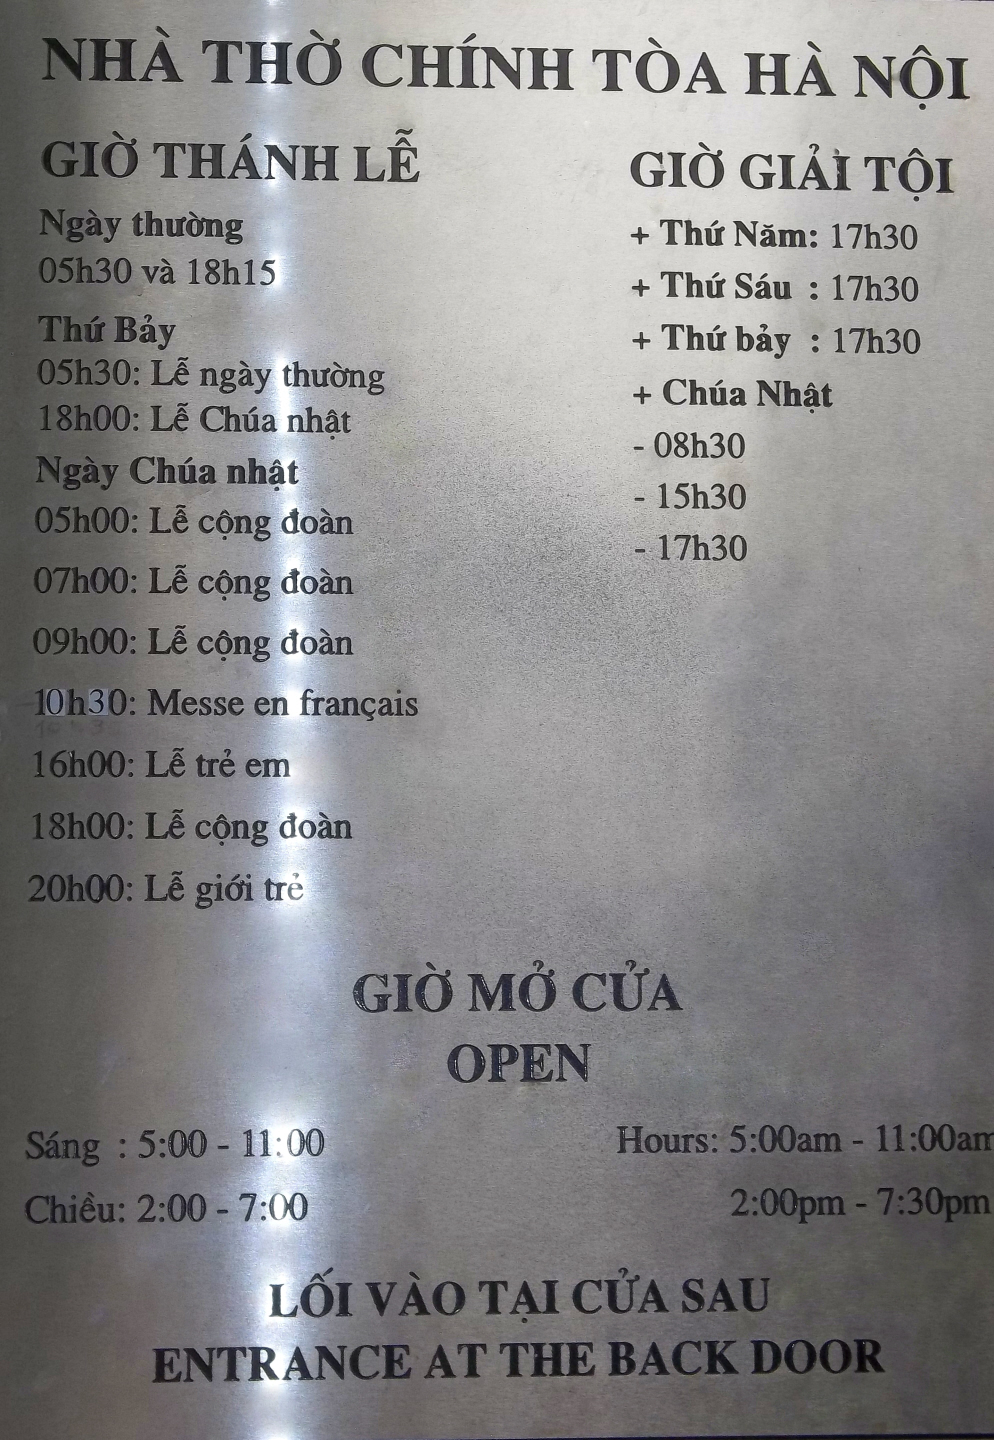 NHÀ THỜ CHÍNH TÒA HÀ NỘI
GIỜ THÁNH LỄ
Ngày thường
05h30 và 18h15
Thứ Bảy
05h30: Lễ ngày thường
18h00: Lễ Chúa nhật
Ngày Chúa nhật
05h00: Lễ cộng đoàn
07h00: Lễ cộng đoàn
09h00: Lễ cộng đoàn
10h30: Messe en français
16h00: Lễ trẻ em
18h00: Lễ cộng đoàn
20h00: Lễ giới trẻ
GIỜ GIẢI TỘI
+ Thứ Năm: 17h30
+ Thứ Sáu : 17h30
+ Thứ bảy : 17h30
+ Chúa Nhật
- 08h30
- 15h30
- 17h30
GIỜ MỞ CỬA
OPEN
Sáng : 5:00 - 11:00
Chiều: 2:00 - 7:00
Hours: 5:00am - 11:00am
2:00pm - 7:30pm
LỐI VÀO TẠI CỬA SAU
ENTRANCE AT THE BACK DOOR